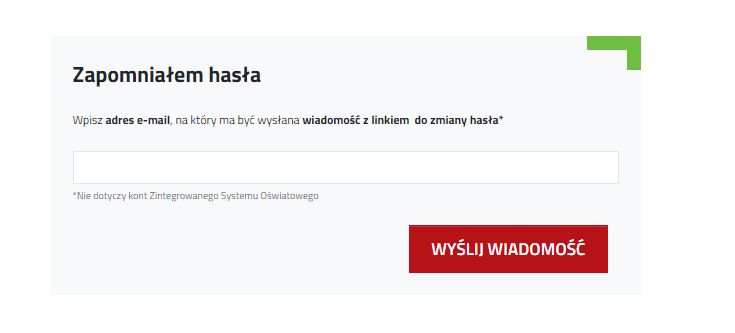 Zapomniałem hasła
Wpisz adres e-mail, na który ma być wysłana wiadomość z linkiem do zmiany hasła*
*Nie dotyczy kont Zintegrowanego Systemu Oświatowego
WYŚLIJ WIADOMOŚĆ